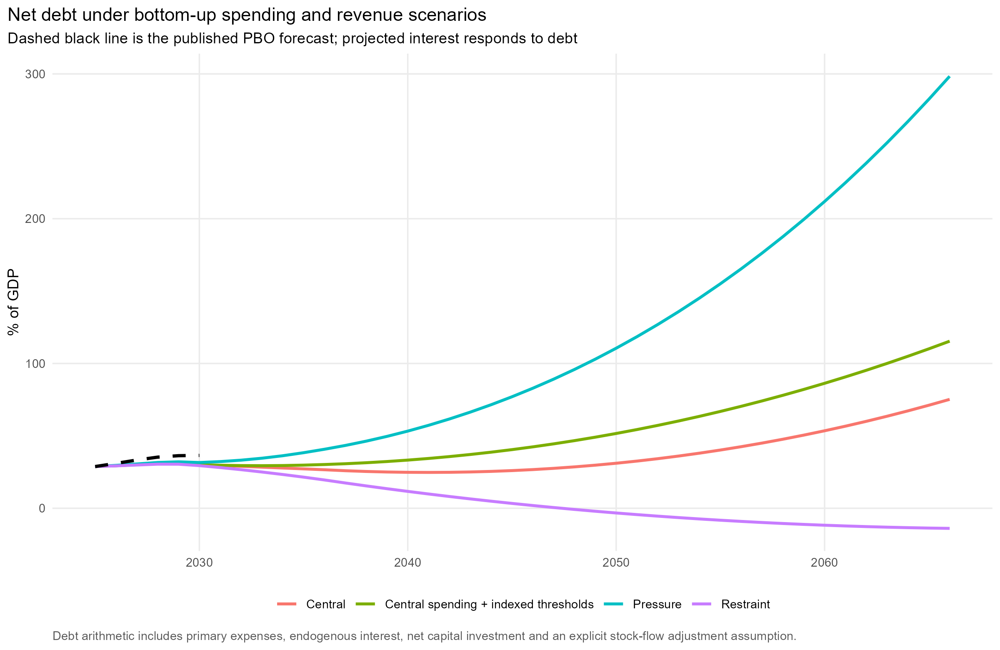 Net debt under bottom-up spending and revenue scenarios
Dashed black line is the published PBO forecast; projected interest responds to debt
300
200
100
0
% of GDP
2030 2040 2050 2060
Central Central spending + indexed thresholds Pressure Restraint
Debt arithmetic includes primary expenses, endogenous interest, net capital investment and an explicit stock-flow adjustment assumption.